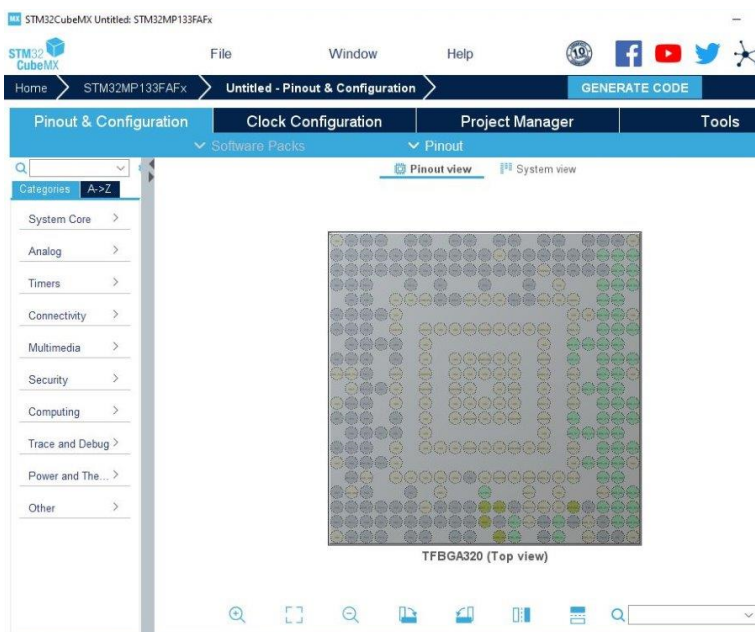 MX STM32CubeMX Untitled: STM32MP133FAFx
STM32
CubeMX
File Window Help
10
Home STM32MP133FAFx Untitled - Pinout & Configuration GENERATE CODE
Pinout & Configuration Clock Configuration Project Manager Tools
Software Packs Pinout
Pinout view System view
Categories A->Z
System Core
Analog
Timers
Connectivity
Multimedia
Security
Computing
Trace and Debug
Power and The...
Other
TFBGA320 (Top view)